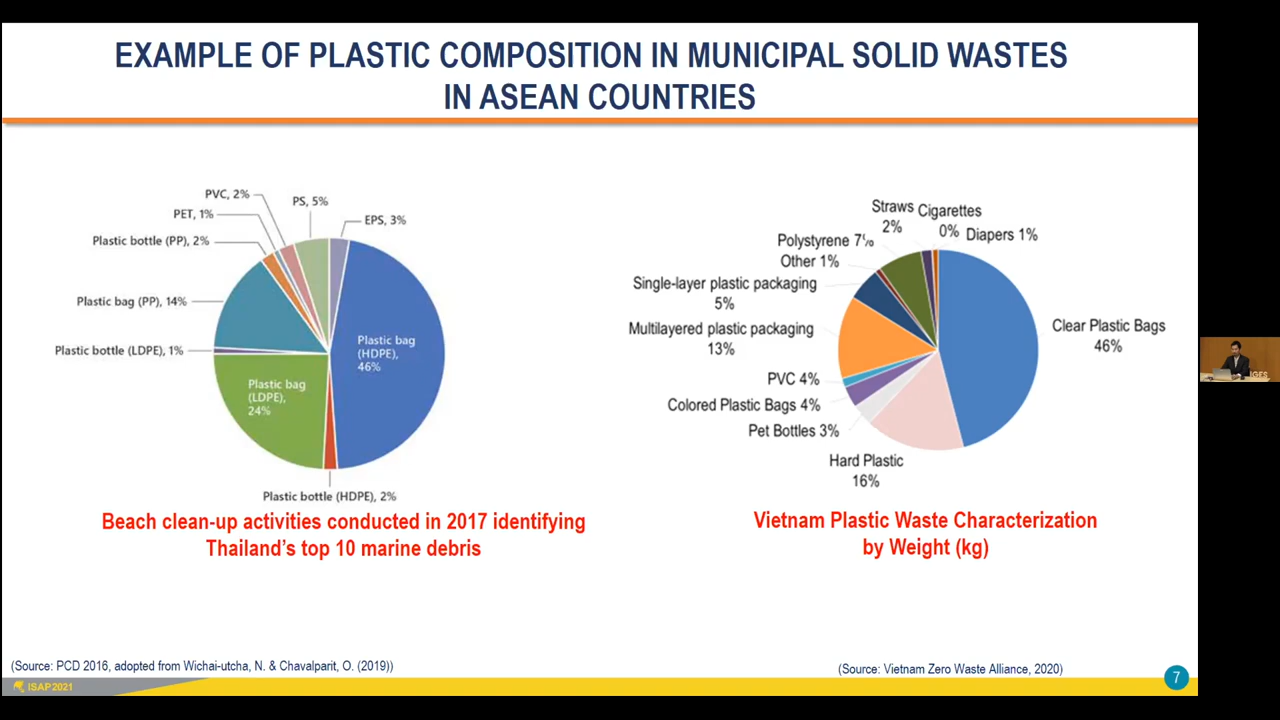 EXAMPLE OF PLASTIC COMPOSITION IN MUNICIPAL SOLID WASTES
IN ASEAN COUNTRIES
PVC, 2%
PS, 5%
PET, 1%
EPS, 3%
Plastic bottle (PP), 2%
Plastic bag (PP), 14%
Plastic bottle (LDPE), 1%
Plastic bag
(HDPE),
46%
Plastic bag
(LDPE),
24%
Plastic bottle (HDPE), 2%
Beach clean-up activities conducted in 2017 identifying
Thailand's top 10 marine debris
Straws
2%
Cigarettes
0%
Diapers 1%
Polystyrene 7%
Other 1%
Single-layer plastic packaging
5%
Multilayered plastic packaging
13%
Clear Plastic Bags
46%
PVC 4%
Colored Plastic Bags 4%
Pet Bottles 3%
Hard Plastic
16%
Vietnam Plastic Waste Characterization
by Weight (kg)
(Source: PCD 2016, adopted from Wichai-utcha, N. & Chavalparit, O. (2019))
(Source: Vietnam Zero Waste Alliance, 2020)
ISAP2021
7